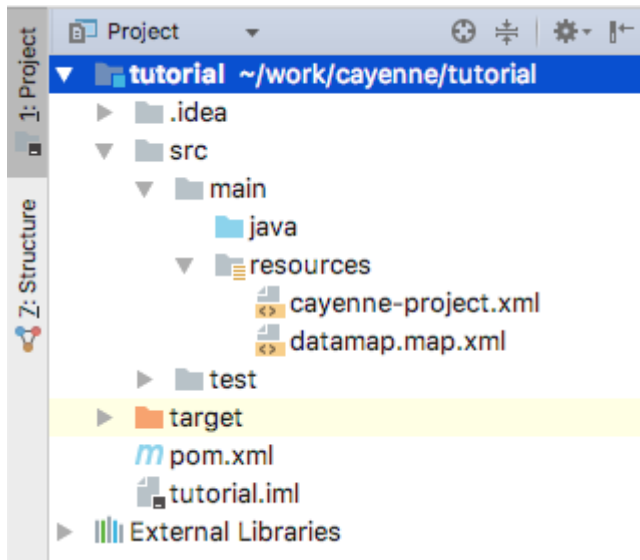 Project
1: Project
7: Structure
tutorial ~/work/cayenne/tutorial
.idea
src
main
java
resources
cayenne-project.xml
datamap.map.xml
test
target
m pom.xml
tutorial.iml
External Libraries